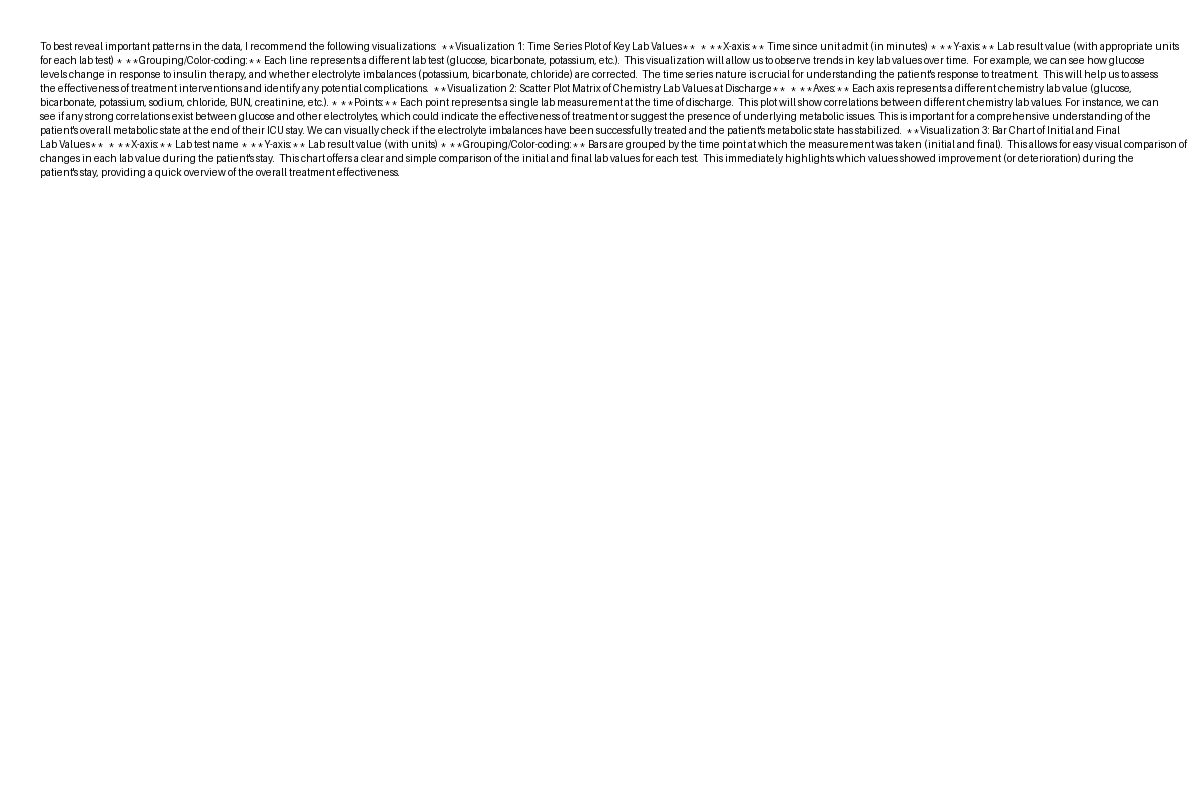 To best reveal important patterns in the data, I recommend the following visualizations:  **Visualization 1: Time Series Plot of Key Lab Values**  * **X-axis:** Time since unit admit (in minutes) * **Y-axis:** Lab result value (with appropriate units
for each lab test) * **Grouping/Color-coding:** Each line represents a different lab test (glucose, bicarbonate, potassium, etc.).  This visualization will allow us to observe trends in key lab values over time.  For example, we can see how glucose
levels change in response to insulin therapy, and whether electrolyte imbalances (potassium, bicarbonate, chloride) are corrected.  The time series nature is crucial for understanding the patient's response to treatment.  This will help us to assess
the effectiveness of treatment interventions and identify any potential complications.  **Visualization 2: Scatter Plot Matrix of Chemistry Lab Values at Discharge**  * **Axes:** Each axis represents a different chemistry lab value (glucose,
bicarbonate, potassium, sodium, chloride, BUN, creatinine, etc.). * **Points:** Each point represents a single lab measurement at the time of discharge.  This plot will show correlations between different chemistry lab values. For instance, we can
see if any strong correlations exist between glucose and other electrolytes, which could indicate the effectiveness of treatment or suggest the presence of underlying metabolic issues. This is important for a comprehensive understanding of the
patient's overall metabolic state at the end of their ICU stay. We can visually check if the electrolyte imbalances have been successfully treated and the patient's metabolic state has stabilized.  **Visualization 3: Bar Chart of Initial and Final
Lab Values**  * **X-axis:** Lab test name * **Y-axis:** Lab result value (with units) * **Grouping/Color-coding:** Bars are grouped by the time point at which the measurement was taken (initial and final).  This allows for easy visual comparison of
changes in each lab value during the patient's stay.  This chart offers a clear and simple comparison of the initial and final lab values for each test.  This immediately highlights which values showed improvement (or deterioration) during the
patient's stay, providing a quick overview of the overall treatment effectiveness.